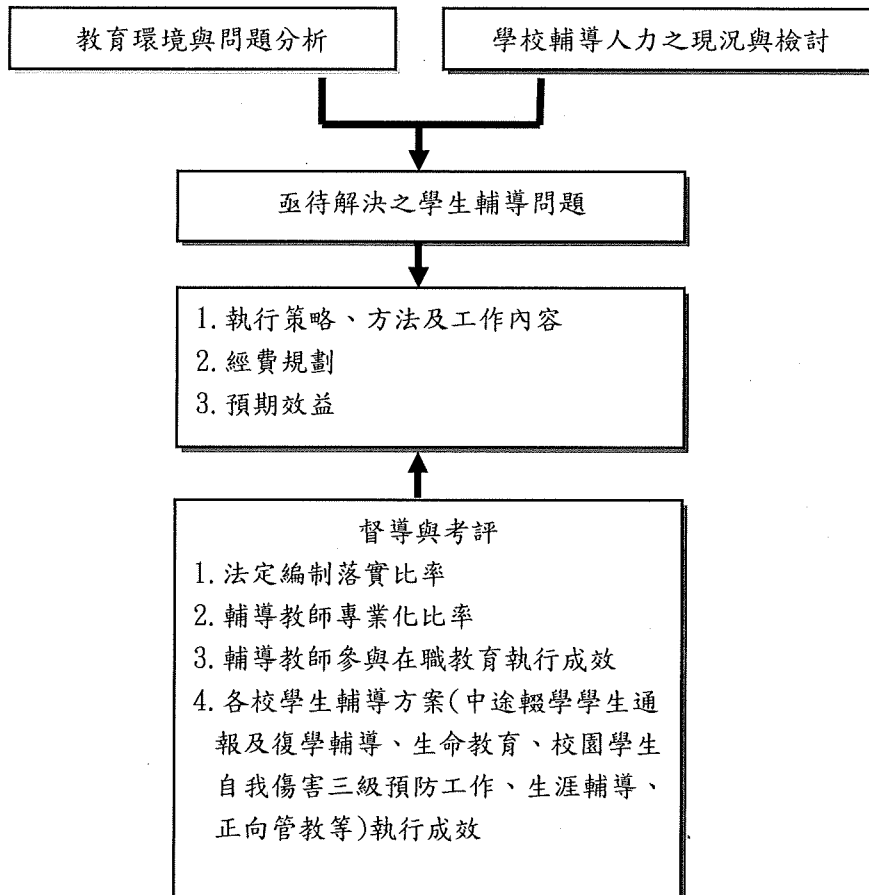 教育環境與問題分析
學校輔導人力之現況與檢討
亟待解決之學生輔導問題
1. 執行策略、方法及工作內容
2. 經費規劃
3. 預期效益
督導與考評
1. 法定編制落實比率
2. 輔導教師專業化比率
3. 輔導教師參與在職教育執行成效
4. 各校學生輔導方案(中途輟學學生通
報及復學輔導、生命教育、校園學生
自我傷害三級預防工作、生涯輔導、
正向管教等)執行成效